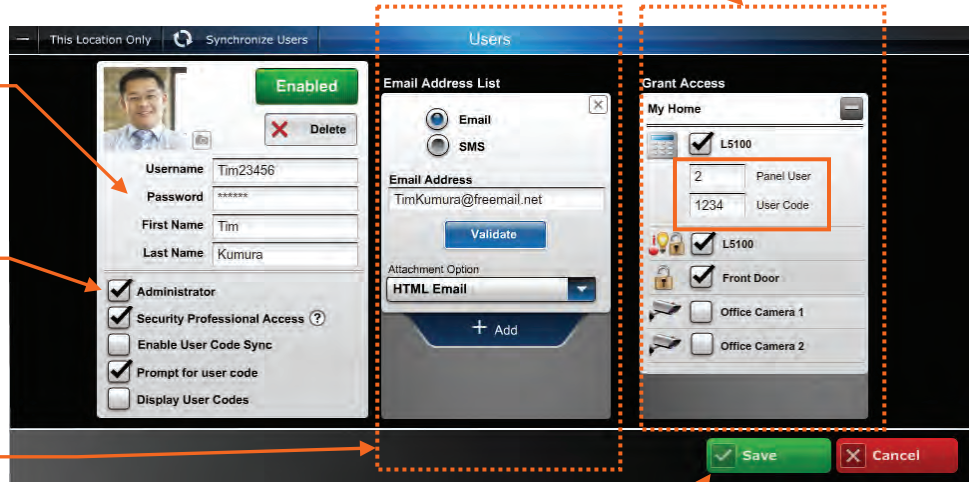 This Location Only
Synchronize Users
Users
Enabled
Delete
Username Tim23456
Password ******
First Name Tim
Last Name Kumura
Administrator
Security Professional Access ?
Enable User Code Sync
Prompt for user code
Display User Codes
Email Address List
Email
SMS
Email Address
TimKumura@freemail.net
Validate
Attachment Option
HTML Email
+ Add
Grant Access
My Home
L5100
2 Panel User
1234 User Code
L5100
Front Door
Office Camera 1
Office Camera 2
Save
Cancel